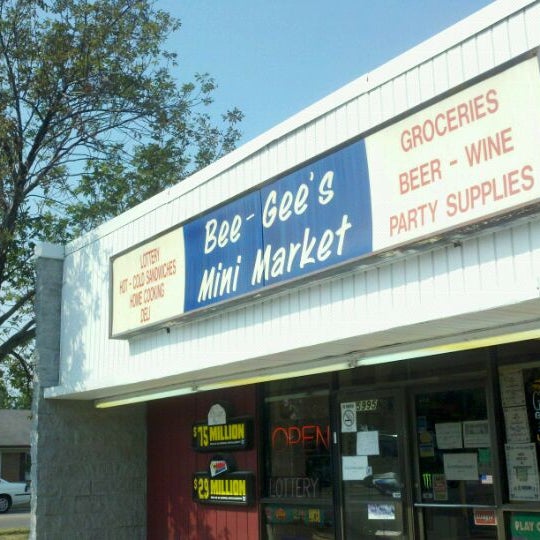 LOTTERY
HOT - COLD SANDWICHES
HOME COOKING
DELI
Bee-Gee's
Mini Market
GROCERIES
BEER - WINE
PARTY SUPPLIES
5995
$75 MILLION
$29 MILLION
OPEN
LOTTERY
PLAY